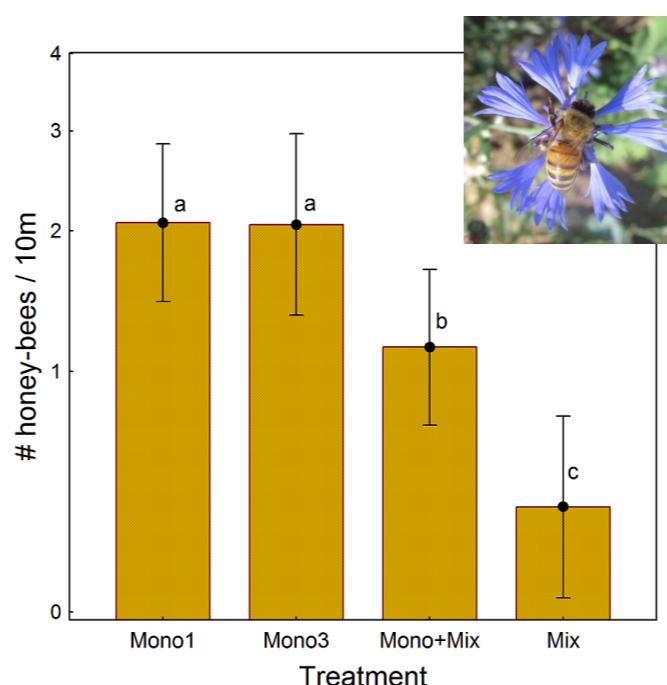 # honey-bees / 10m
4
3
2
1
0
a
a
b
c
Mono1 Mono3 Mono+Mix Mix
Treatment